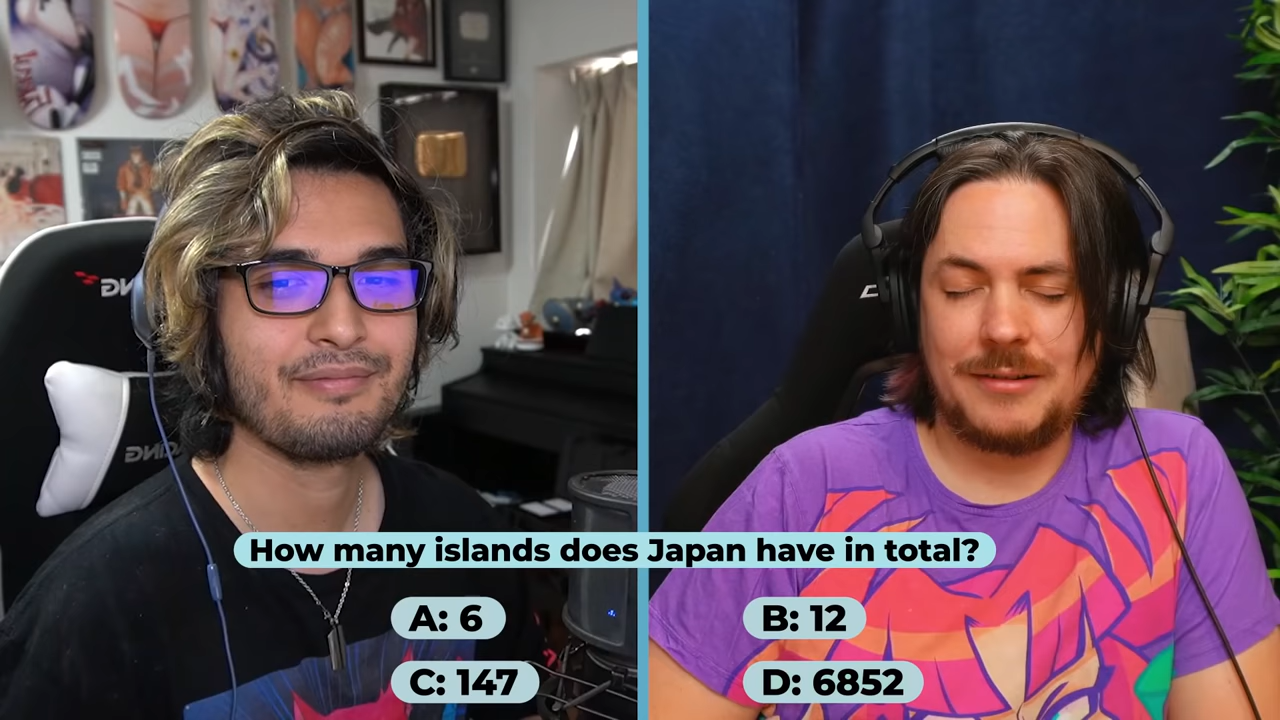 How many islands does Japan have in total?
A: 6
B: 12
C: 147
D: 6852